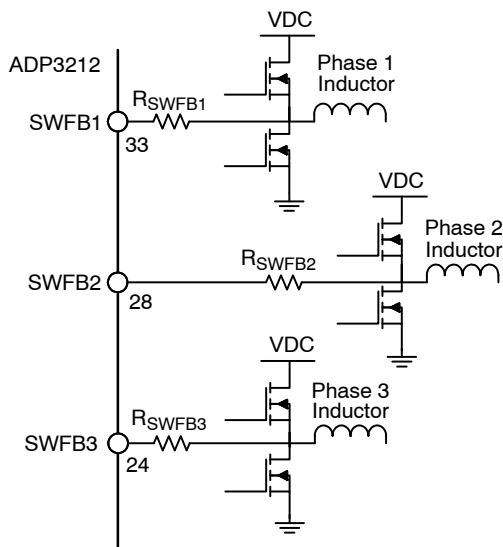 VDC
ADP3212
Phase 1
Inductor
RSWFB1
SWFB1
33
VDC
Phase 2
Inductor
RSWFB2
SWFB2
28
VDC
Phase 3
Inductor
RSWFB3
SWFB3
24